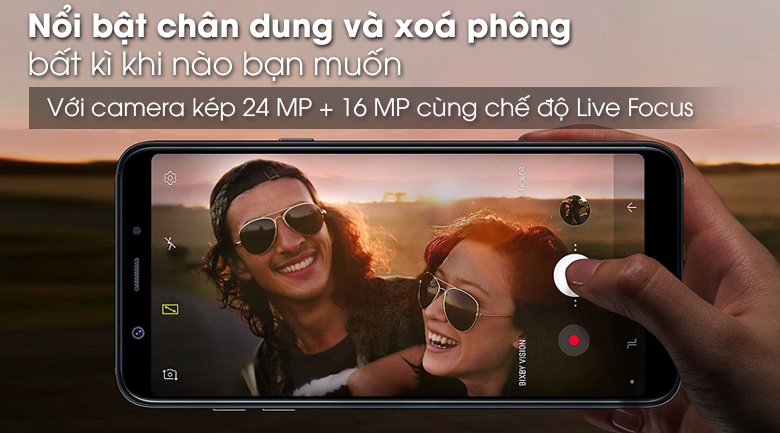 Nổi bật chân dung và xoá phông
bất kì khi nào bạn muốn
Với camera kép 24 MP + 16 MP cùng chế độ Live Focus
STICKER
BIXBY VISION